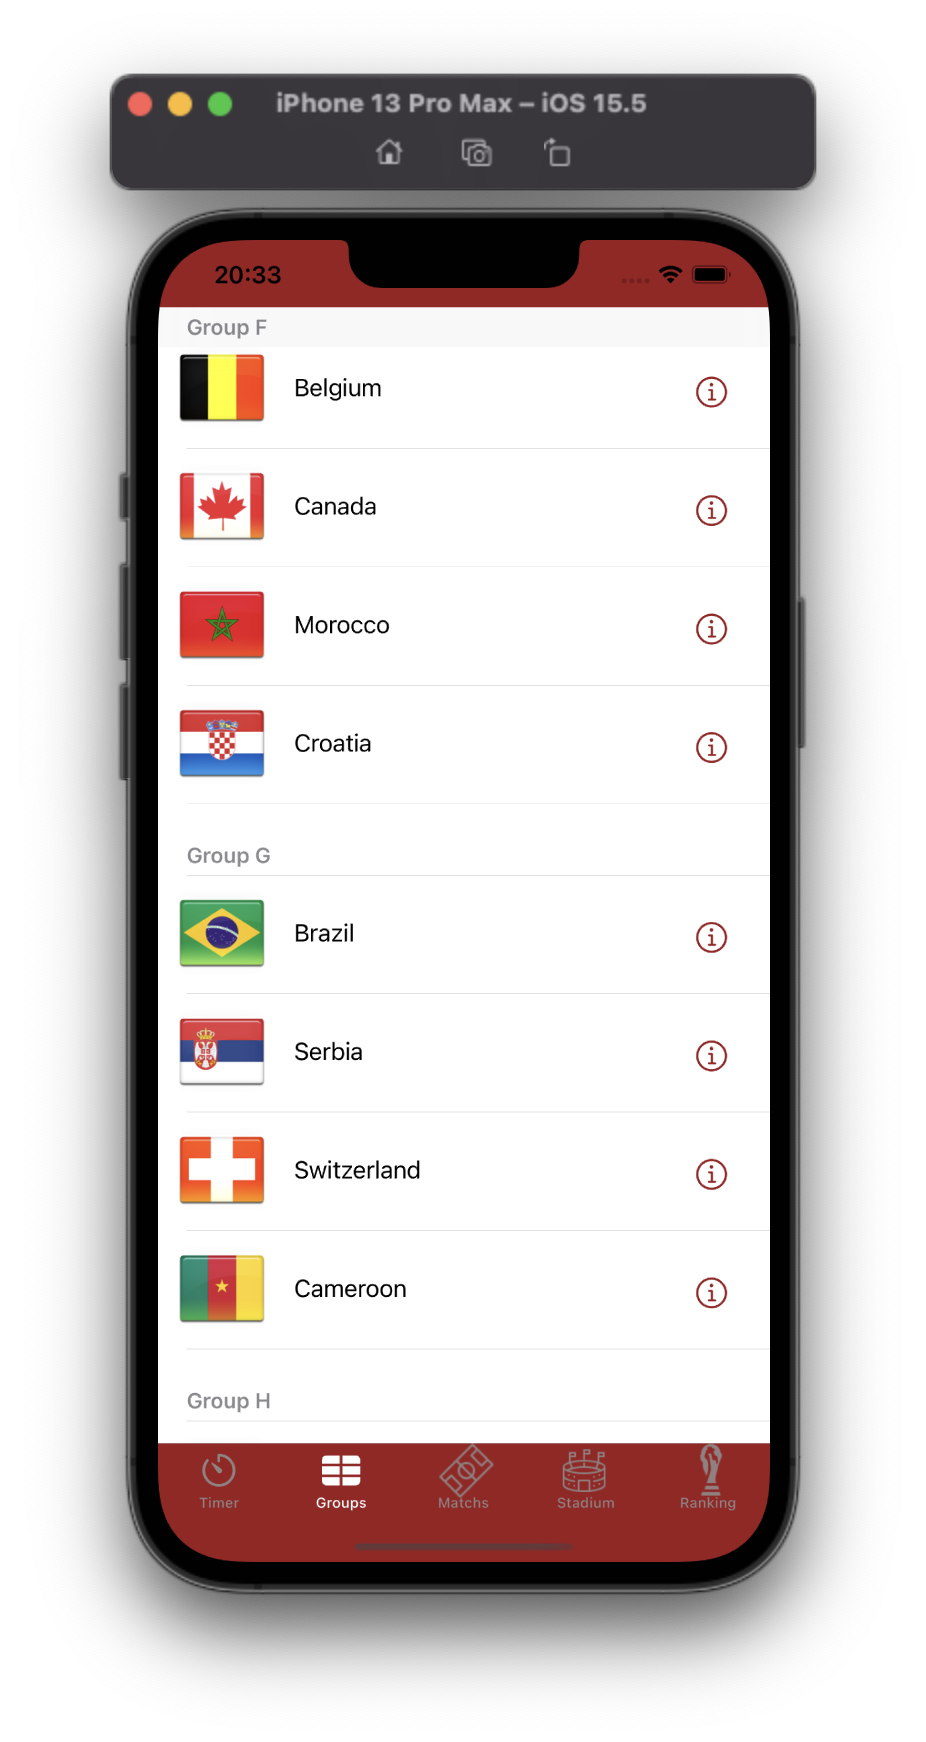 iPhone 13 Pro Max – iOS 15.5
20:33
Group F
Belgium
Canada
Morocco
Croatia
Group G
Brazil
Serbia
Switzerland
Cameroon
Group H
Timer
Groups
Matchs
Stadium
Ranking